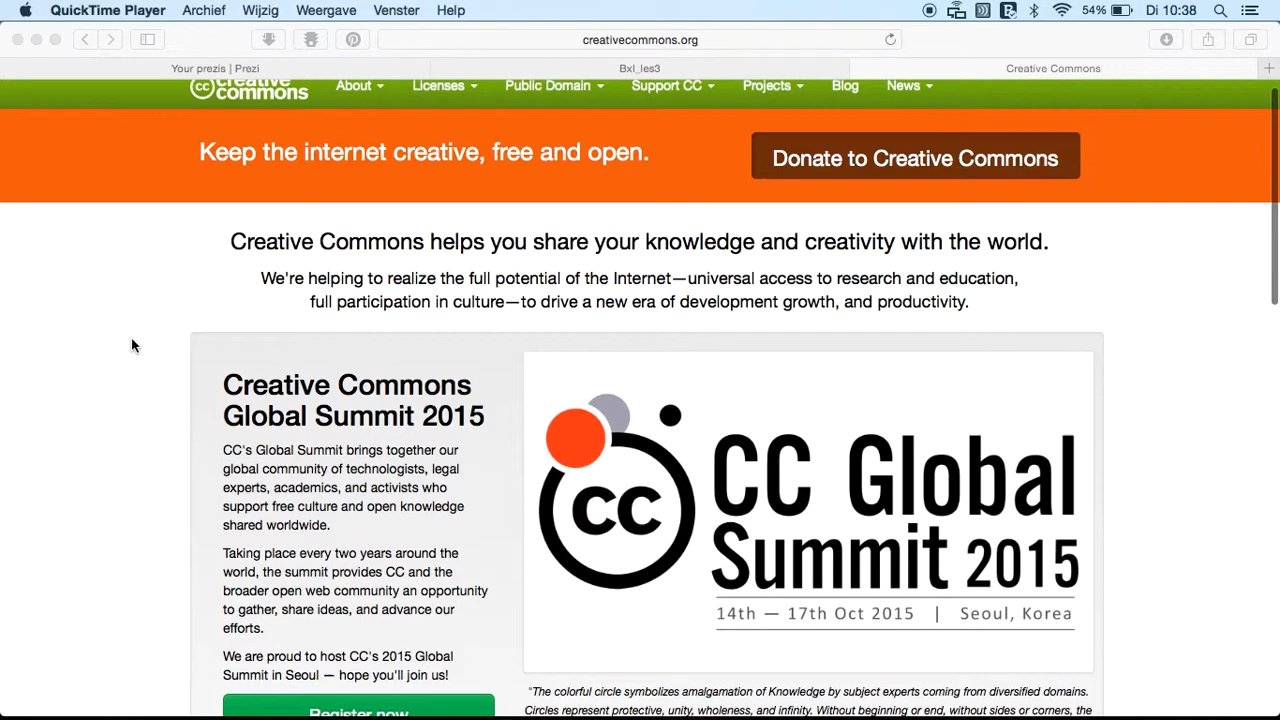 QuickTime Player Archief Wijzig Weergave Venster Help 54% Di 10:38
creativecommons.org
Your prezis | Prezi Bxl_les3 Creative Commons
cc creative commons About Licenses Public Domain Support CC Projects Blog News
Keep the internet creative, free and open.
Donate to Creative Commons
Creative Commons helps you share your knowledge and creativity with the world.
We're helping to realize the full potential of the Internet—universal access to research and education,
full participation in culture—to drive a new era of development growth, and productivity.
Creative Commons
Global Summit 2015
CC's Global Summit brings together our
global community of technologists, legal
experts, academics, and activists who
support free culture and open knowledge
shared worldwide.
Taking place every two years around the
world, the summit provides CC and the
broader open web community an opportunity
to gather, share ideas, and advance our
efforts.
We are proud to host CC's 2015 Global
Summit in Seoul — hope you'll join us!
Register now
cc
CC Global
Summit 2015
14th — 17th Oct 2015 | Seoul, Korea
"The colorful circle symbolizes amalgamation of Knowledge by subject experts coming from diversified domains.
Circles represent protective, unity, wholeness, and infinity. Without beginning or end, without sides or corners, the